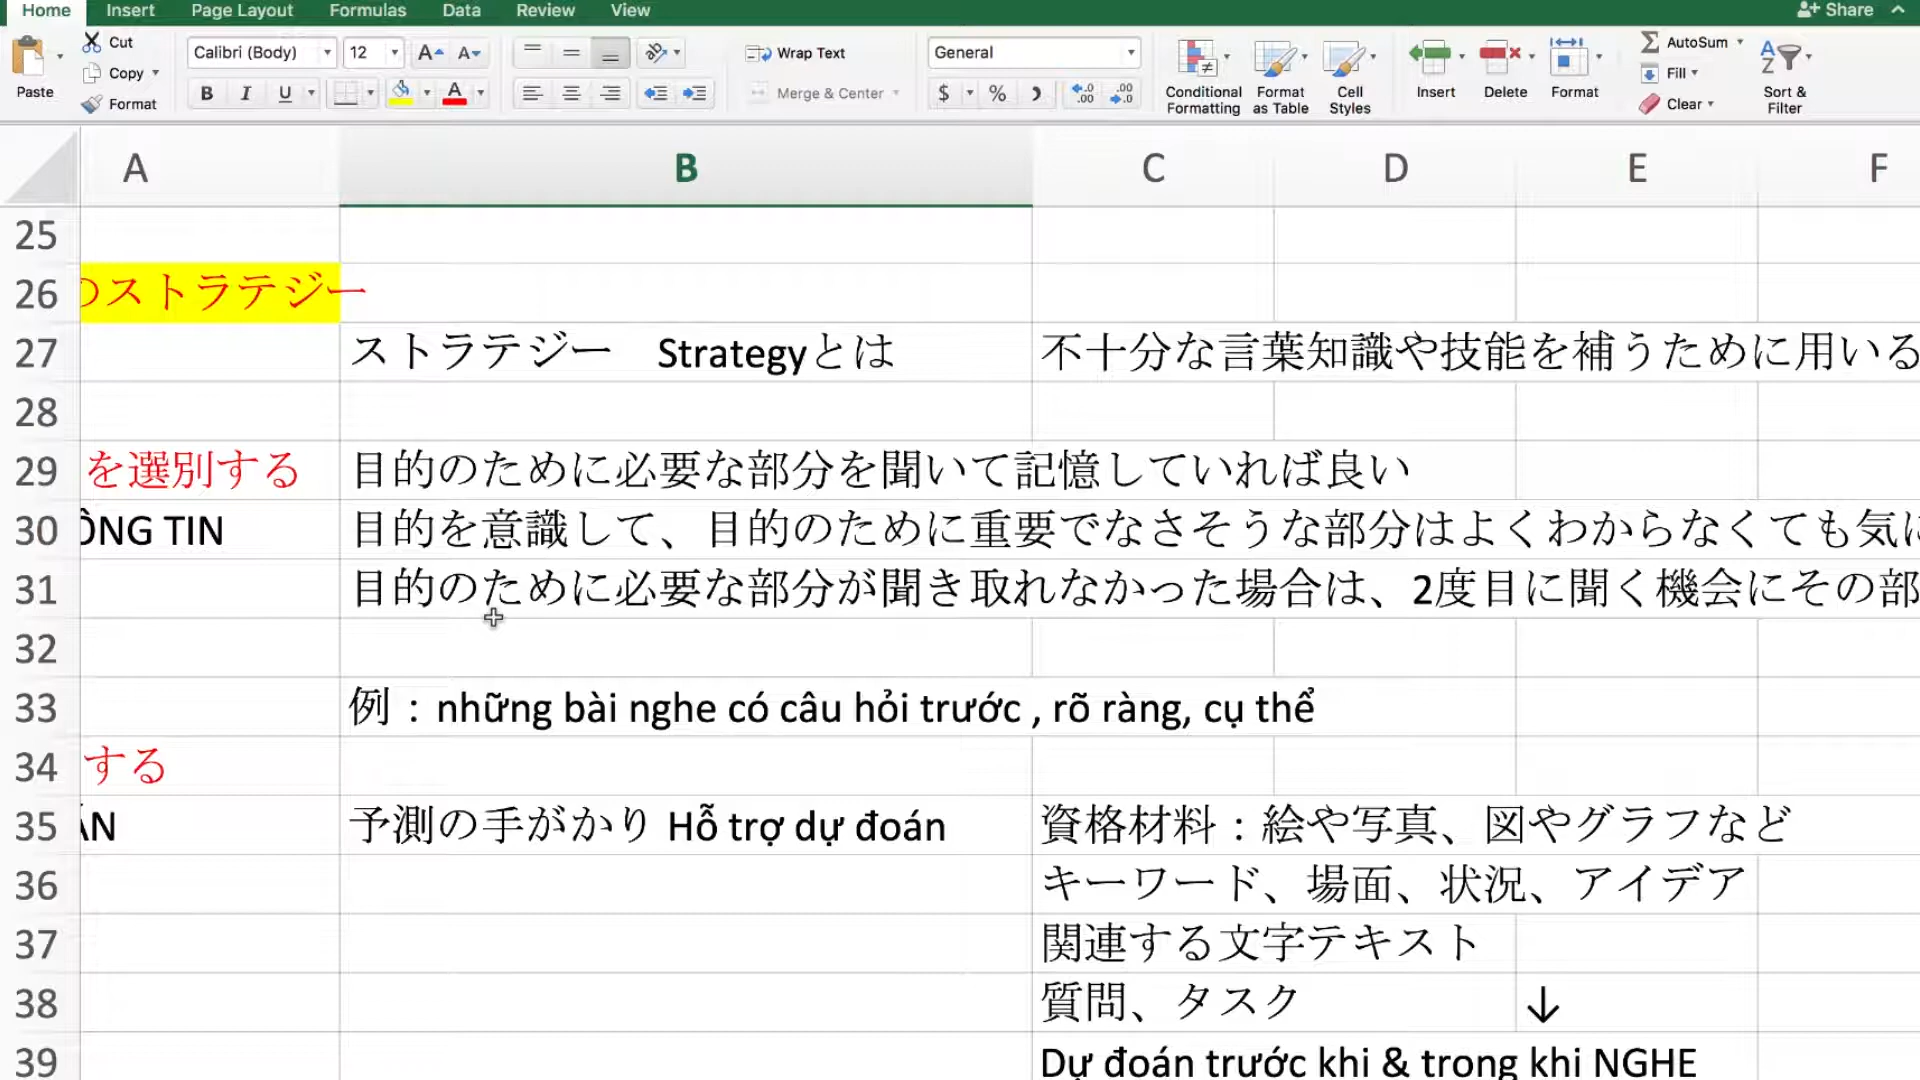 Home Insert Page Layout Formulas Data Review View Share
Cut
Calibri (Body) 12 Wrap Text General AutoSum
Copy Fill
Paste Format B I U Merge & Center $ % Conditional Formatting Format as Table Cell Styles Insert Delete Format Clear Sort & Filter
A B C D E F
25
26 のストラテジー
27 ストラテジー Strategyとは 不十分な言葉知識や技能を補うために用いる
28
29 を選別する 目的のために必要な部分を聞いて記憶していれば良い
30 ÔNG TIN 目的を意識して、目的のために重要でなさそうな部分はよくわからなくても気に
31 目的のために必要な部分が聞き取れなかった場合は、2度目に聞く機会にその部
32
33 例：những bài nghe có câu hỏi trước , rõ ràng, cụ thể
34 する
35 ÁN 予測の手がかり Hỗ trợ dự đoán 資格材料：絵や写真、図やグラフなど
36 キーワード、場面、状況、アイデア
37 関連する文字テキスト
38 質問、タスク ↓
39 Dự đoán trước khi & trong khi NGHE